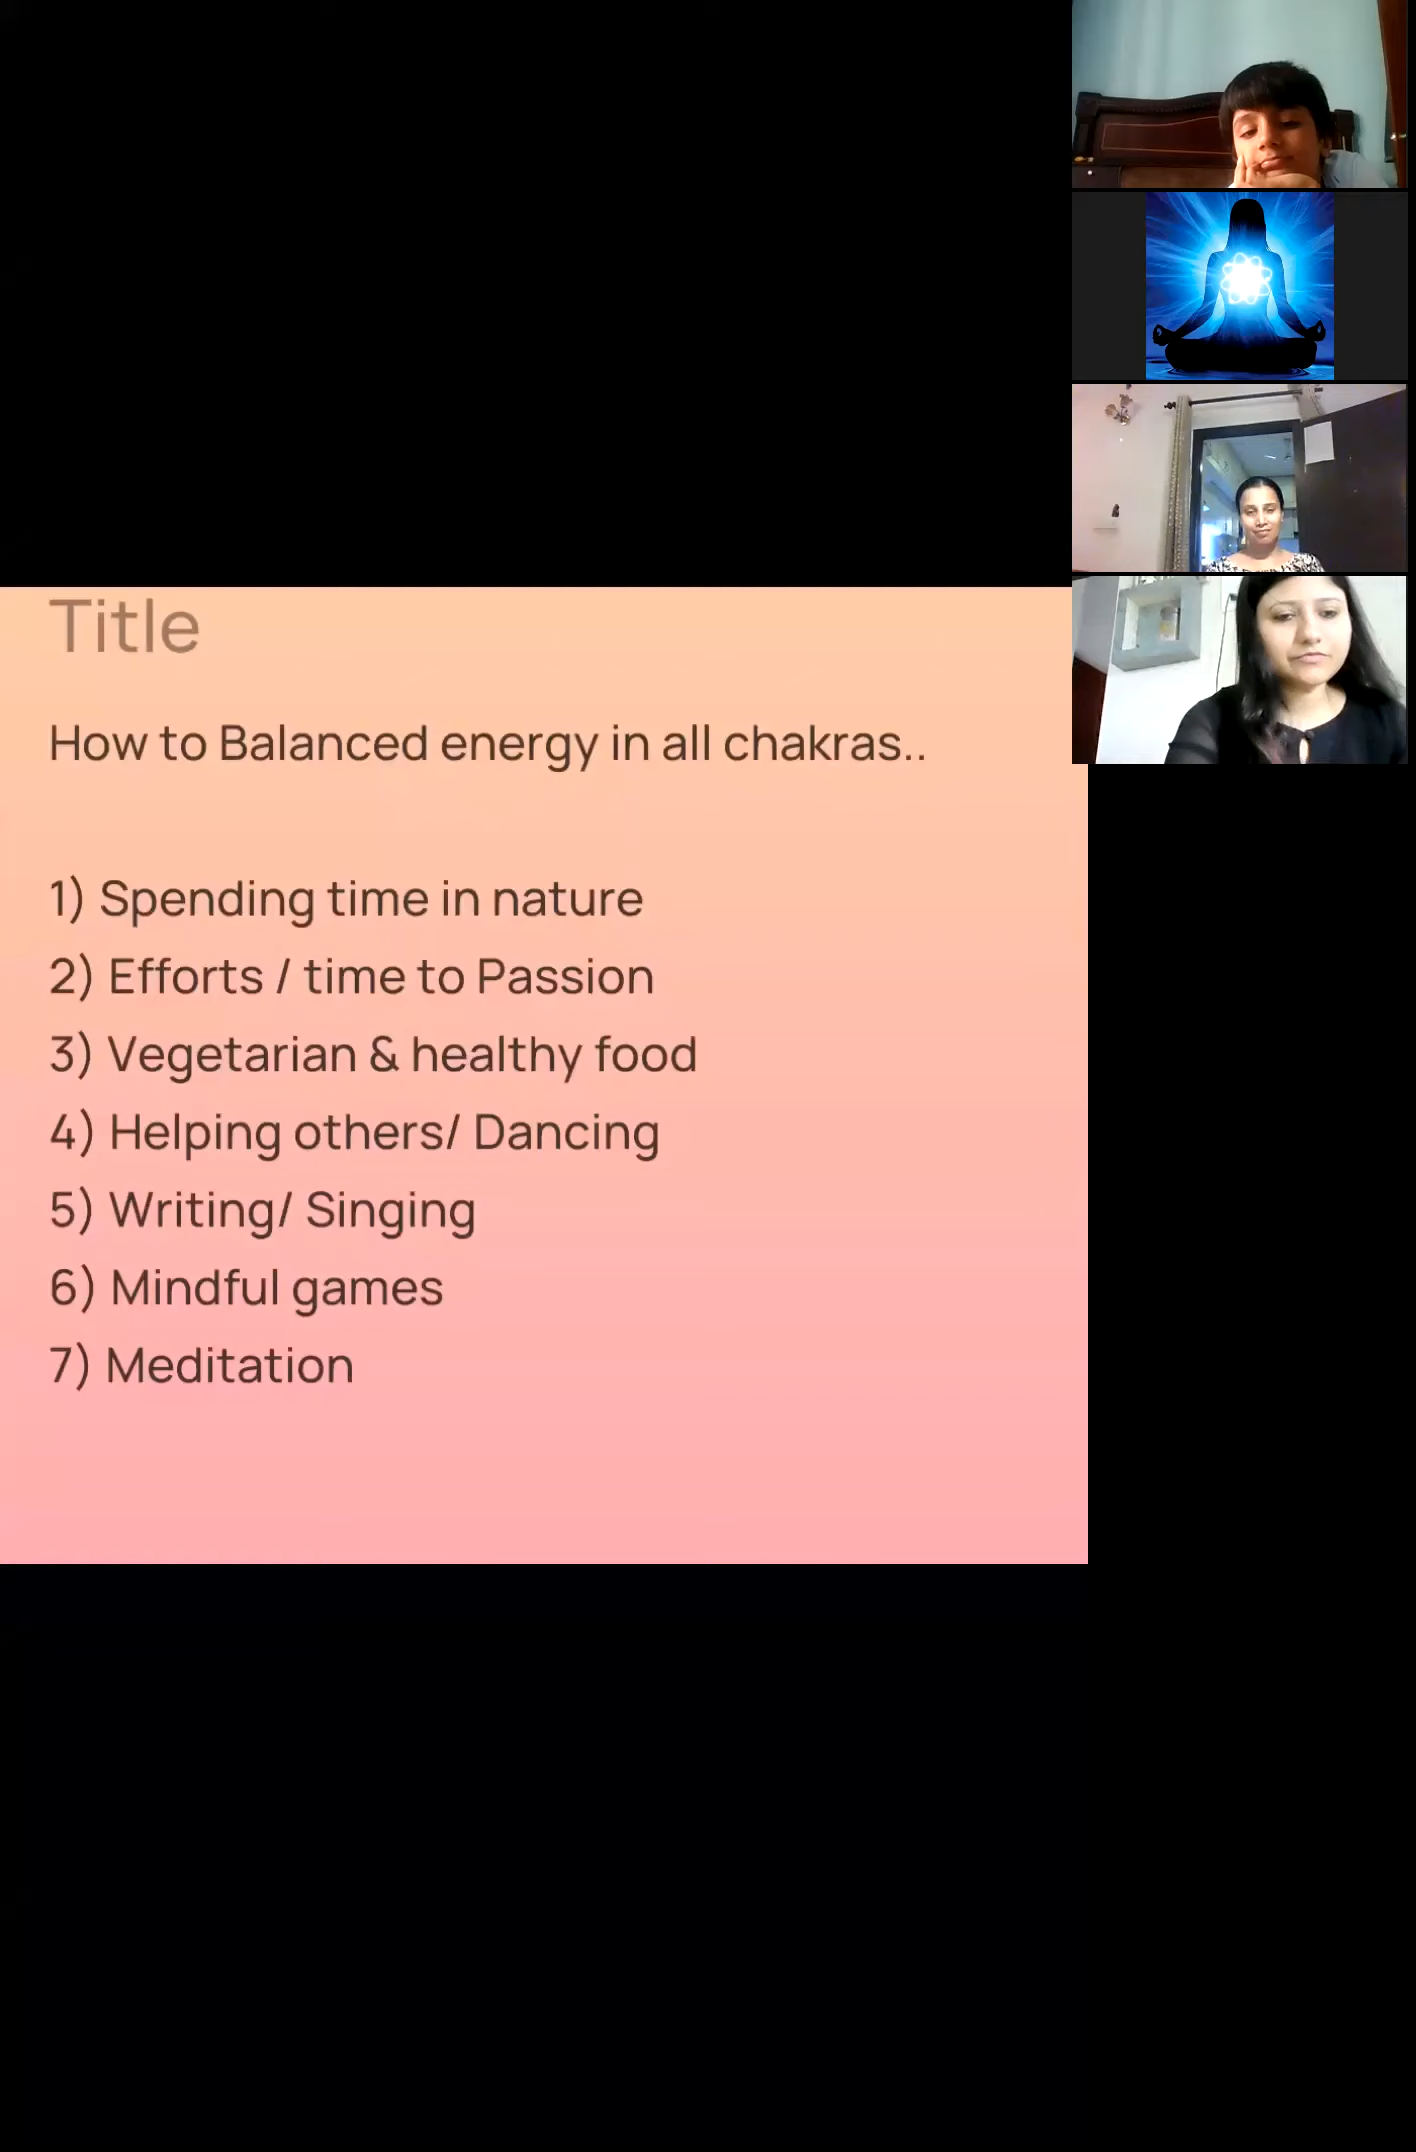 Title
How to Balanced energy in all chakras..
1) Spending time in nature
2) Efforts / time to Passion
3) Vegetarian & healthy food
4) Helping others/ Dancing
5) Writing/ Singing
6) Mindful games
7) Meditation